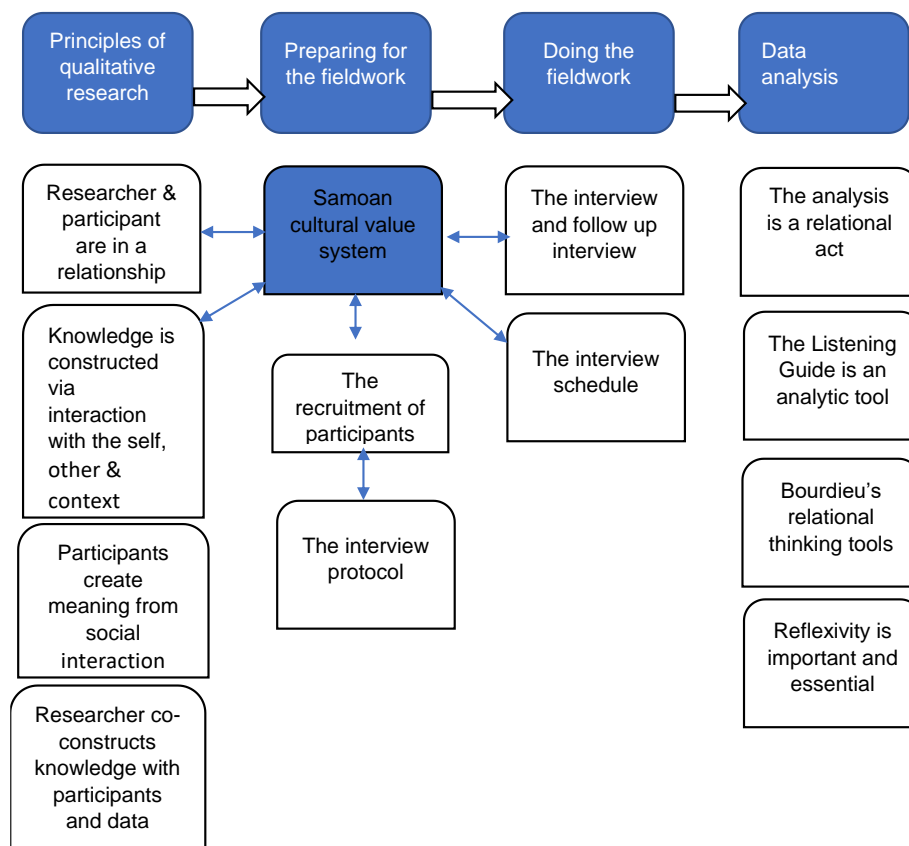 Principles of
qualitative
research
Preparing for
the fieldwork
Doing the
fieldwork
Data
analysis
Researcher &
participant
are in a
relationship
Knowledge is
constructed
via
interaction
with the self,
other &
context
Participants
create
meaning from
social
interaction
Researcher co-
constructs
knowledge with
participants
and data
Samoan
cultural value
system
The
recruitment of
participants
The interview
protocol
The interview
and follow up
interview
The interview
schedule
The analysis
is a relational
act
The Listening
Guide is an
analytic tool
Bourdieu’s
relational
thinking tools
Reflexivity is
important and
essential